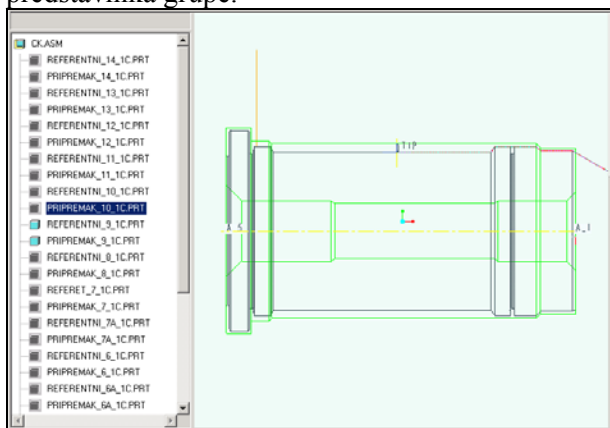 predstavnika grupe.
CK.ASM
REFERENTNI_14_1C.PRT
PRIPREMAK_14_1C.PRT
REFERENTNI_13_1C.PRT
PRIPREMAK_13_1C.PRT
REFERENTNI_12_1C.PRT
PRIPREMAK_12_1C.PRT
REFERENTNI_11_1C.PRT
PRIPREMAK_11_1C.PRT
REFERENTNI_10_1C.PRT
PRIPREMAK_10_1C.PRT
REFERENTNI_9_1C.PRT
PRIPREMAK_9_1C.PRT
REFERENTNI_8_1C.PRT
PRIPREMAK_8_1C.PRT
REFERET_7_1C.PRT
PRIPREMAK_7_1C.PRT
REFERENTNI_7A_1C.PRT
PRIPREMAK_7A_1C.PRT
REFERENTNI_6_1C.PRT
PRIPREMAK_6_1C.PRT
REFERENTNI_6A_1C.PRT
PRIPREMAK_6A_1C.PRT
TIP
A_1